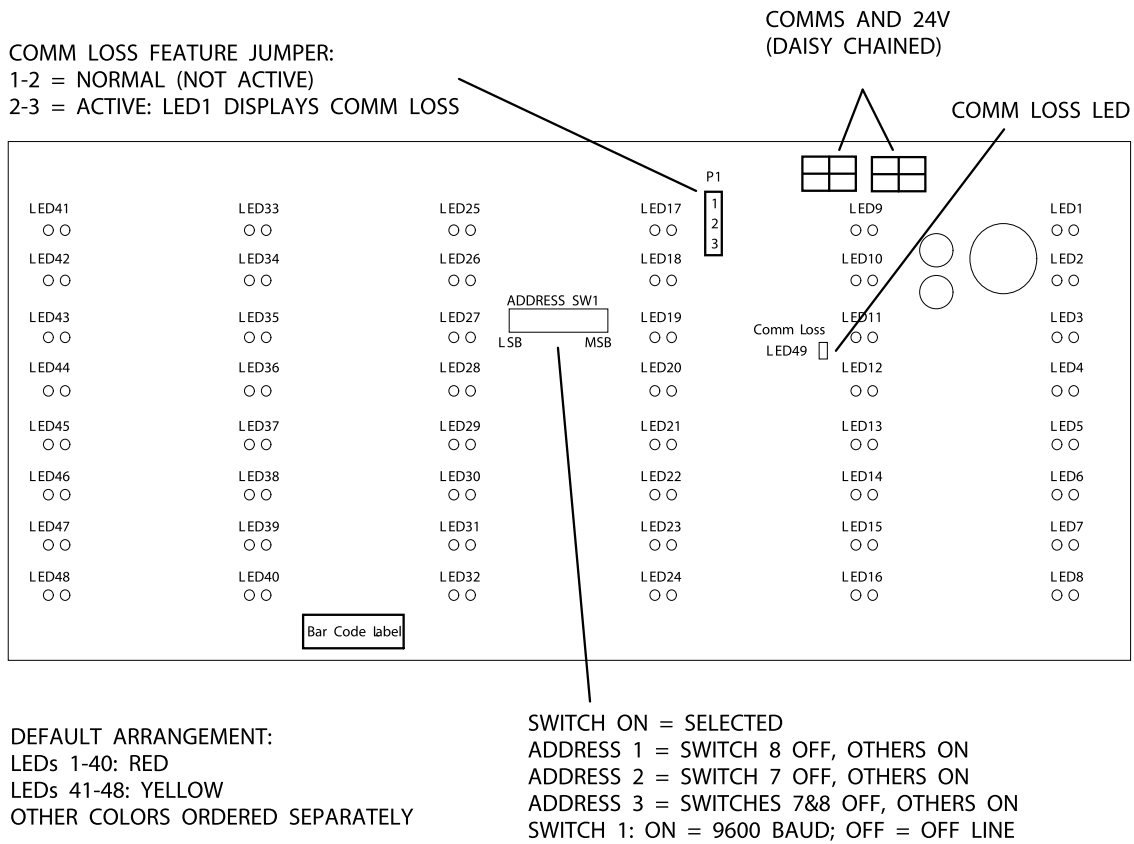 COMMS AND 24V
(DAISY CHAINED)
COMM LOSS FEATURE JUMPER:
1-2 = NORMAL (NOT ACTIVE)
2-3 = ACTIVE: LED1 DISPLAYS COMM LOSS
COMM LOSS LED
P1
1
2
3
LED41 LED33 LED25 LED17 LED9 LED1
LED42 LED34 LED26 LED18 LED10 LED2
ADDRESS SW1
LSB MSB
LED43 LED35 LED27 LED19 LED11 LED3
Comm Loss
LED49
LED44 LED36 LED28 LED20 LED12 LED4
LED45 LED37 LED29 LED21 LED13 LED5
LED46 LED38 LED30 LED22 LED14 LED6
LED47 LED39 LED31 LED23 LED15 LED7
LED48 LED40 LED32 LED24 LED16 LED8
Bar Code label
DEFAULT ARRANGEMENT:
LEDs 1-40: RED
LEDs 41-48: YELLOW
OTHER COLORS ORDERED SEPARATELY
SWITCH ON = SELECTED
ADDRESS 1 = SWITCH 8 OFF, OTHERS ON
ADDRESS 2 = SWITCH 7 OFF, OTHERS ON
ADDRESS 3 = SWITCHES 7&8 OFF, OTHERS ON
SWITCH 1: ON = 9600 BAUD; OFF = OFF LINE